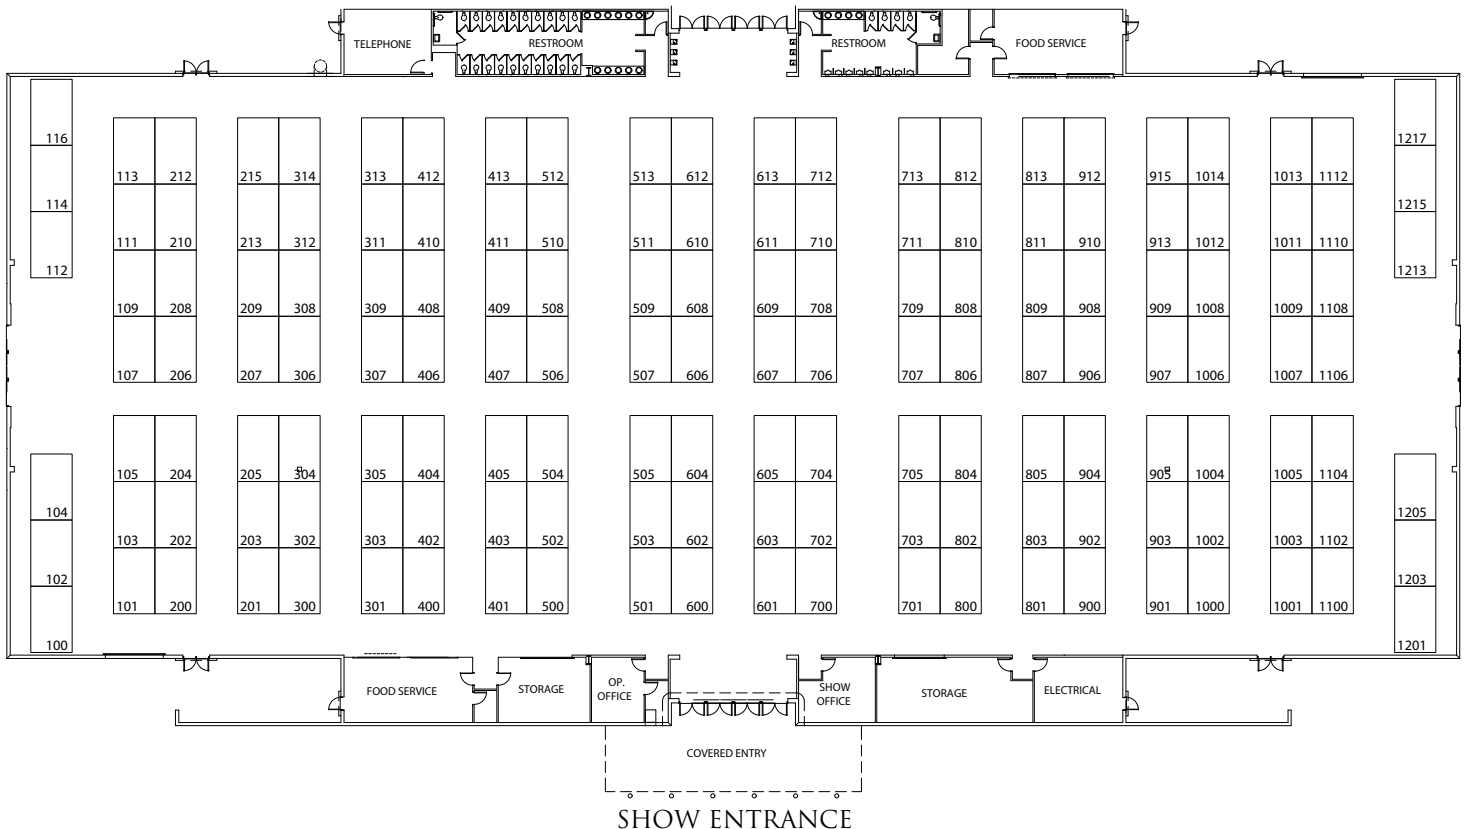 TELEPHONE RESTROOM RESTROOM FOOD SERVICE
116 1217
113 212 215 314 313 412 413 512 513 612 613 712 713 812 813 912 915 1014 1013 1112
114 1215
111 210 213 312 311 410 411 510 511 610 611 710 711 810 811 910 913 1012 1011 1110
112 1213
109 208 209 308 309 408 409 508 509 608 609 708 709 808 809 908 909 1008 1009 1108
107 206 207 306 307 406 407 506 507 606 607 706 707 806 807 906 907 1006 1007 1106
105 204 205 304 305 404 405 504 505 604 605 704 705 804 805 904 905 1004 1005 1104
104 1205
103 202 203 302 303 402 403 502 503 602 603 702 703 802 803 902 903 1002 1003 1102
102 1203
101 200 201 300 301 400 401 500 501 600 601 700 701 800 801 900 901 1000 1001 1100
100 1201
FOOD SERVICE STORAGE OP. OFFICE SHOW OFFICE STORAGE ELECTRICAL
COVERED ENTRY
SHOW ENTRANCE